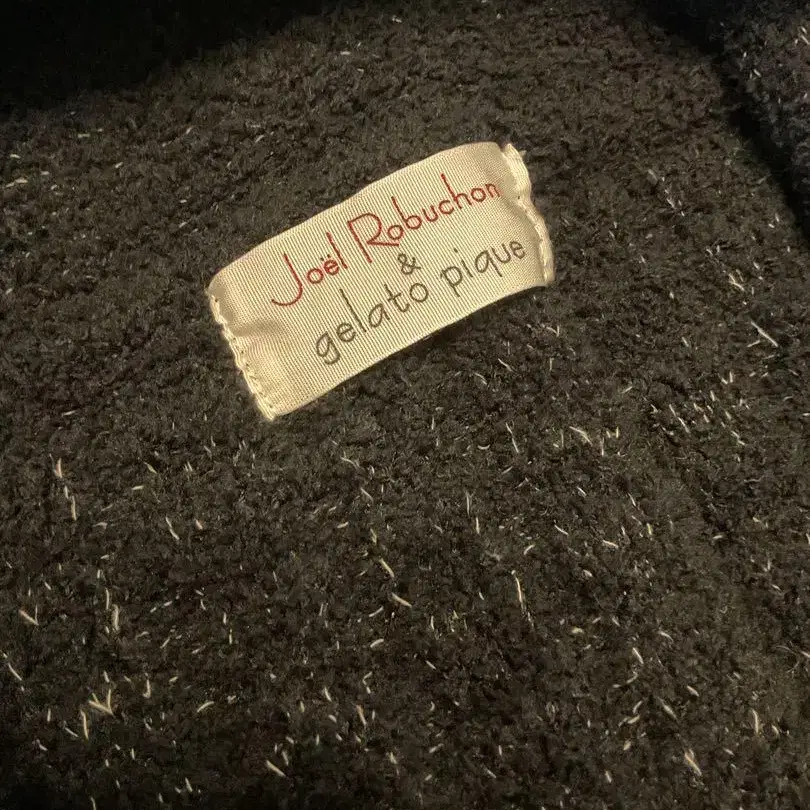 Joël Robuchon
&
gelato pique